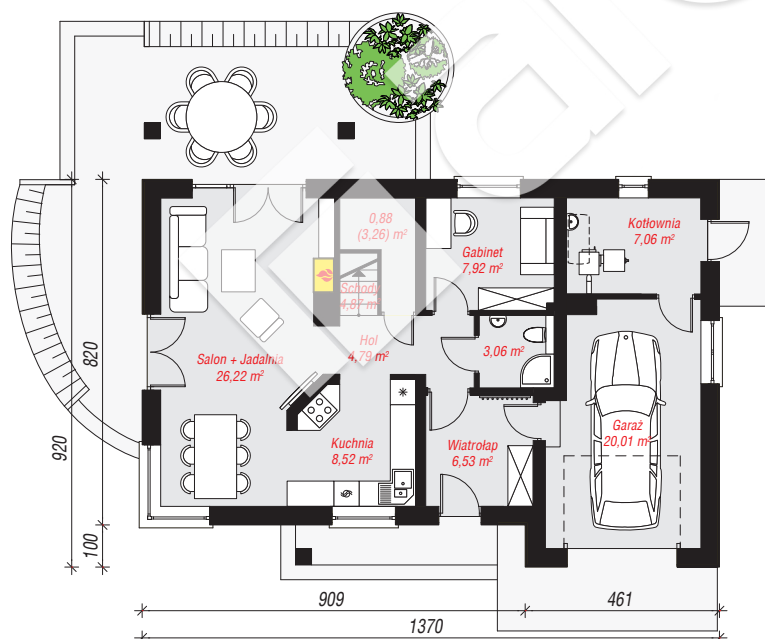 0,88
(3,26) m²
Gabinet
7,92 m²
Kotłownia
7,06 m²
Schody
4,87 m²
Hol
4,79 m²
3,06 m²
Salon + Jadalnia
26,22 m²
Kuchnia
8,52 m²
Wiatrołap
6,53 m²
Garaż
20,01 m²
820
920
100
909
461
1370